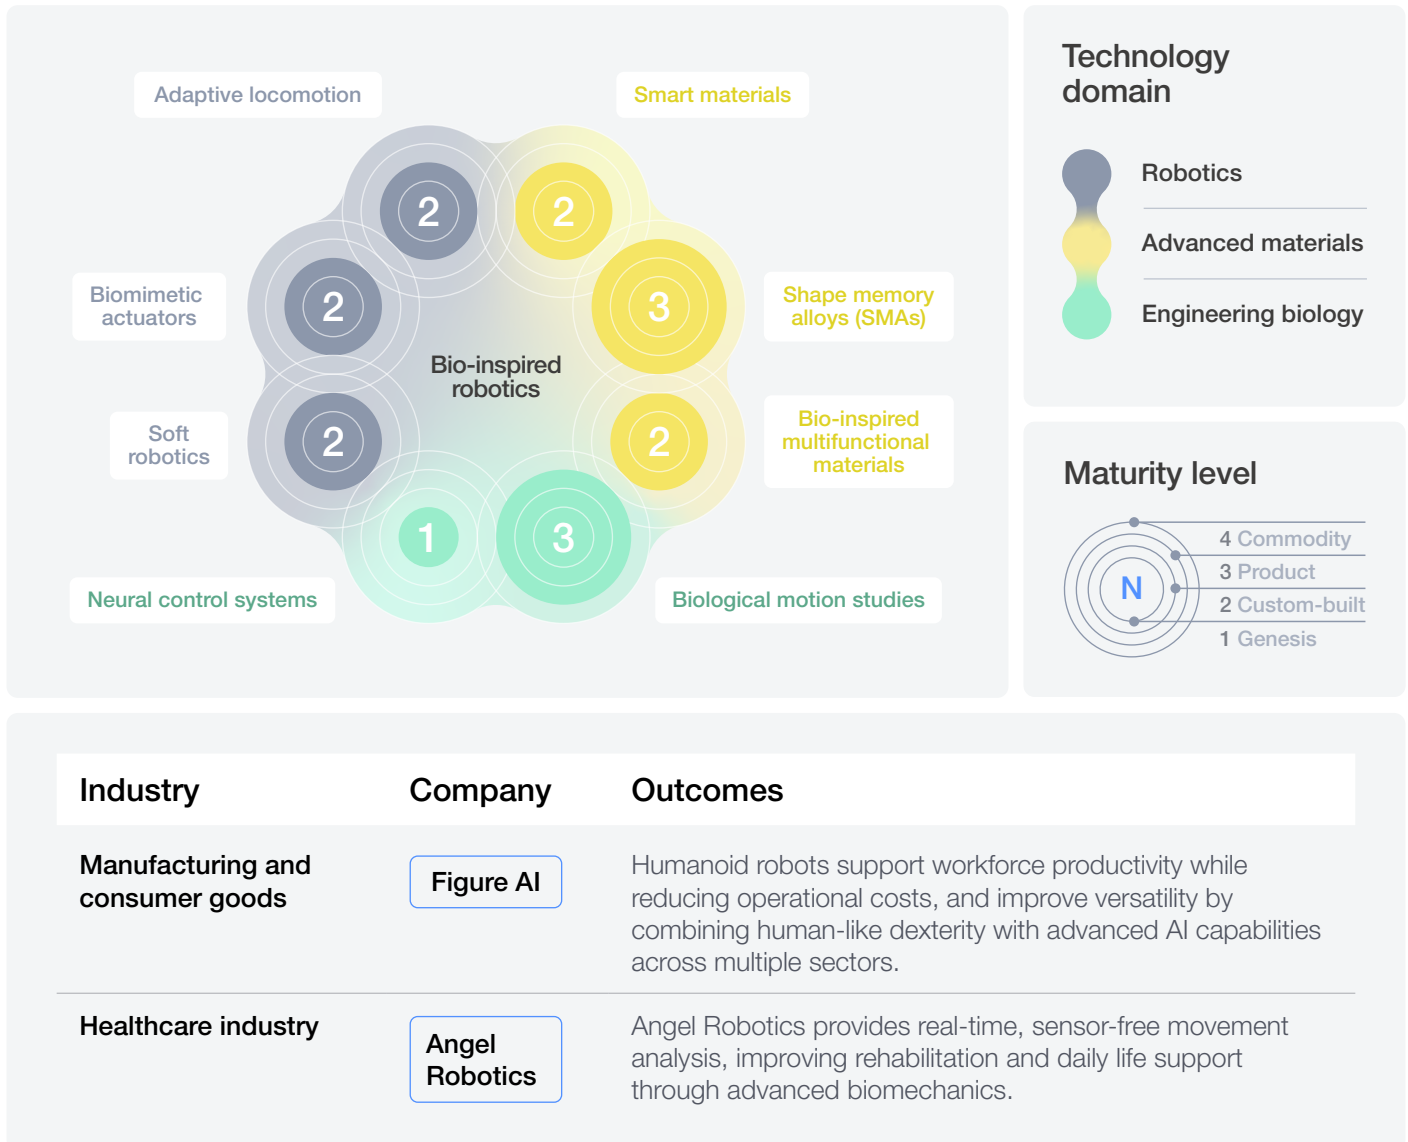 Adaptive locomotion
Smart materials
2
2
Biomimetic
actuators
2
3
Shape memory
alloys (SMAs)
Bio-inspired
robotics
Soft
robotics
2
2
Bio-inspired
multifunctional
materials
1
3
Neural control systems
Biological motion studies
Technology
domain
Robotics
Advanced materials
Engineering biology
Maturity level
N
4 Commodity
3 Product
2 Custom-built
1 Genesis
Industry
Company
Outcomes
Manufacturing and
consumer goods
Figure AI
Humanoid robots support workforce productivity while
reducing operational costs, and improve versatility by
combining human-like dexterity with advanced AI capabilities
across multiple sectors.
Healthcare industry
Angel
Robotics
Angel Robotics provides real-time, sensor-free movement
analysis, improving rehabilitation and daily life support
through advanced biomechanics.